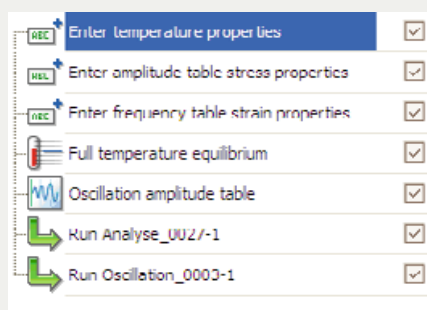 Enter temperature properties
Enter amplitude table stress properties
Enter frequency table strain properties
Full temperature equilibrium
Oscillation amplitude table
Run Analyse_0027-1
Run Oscillation_0003-1